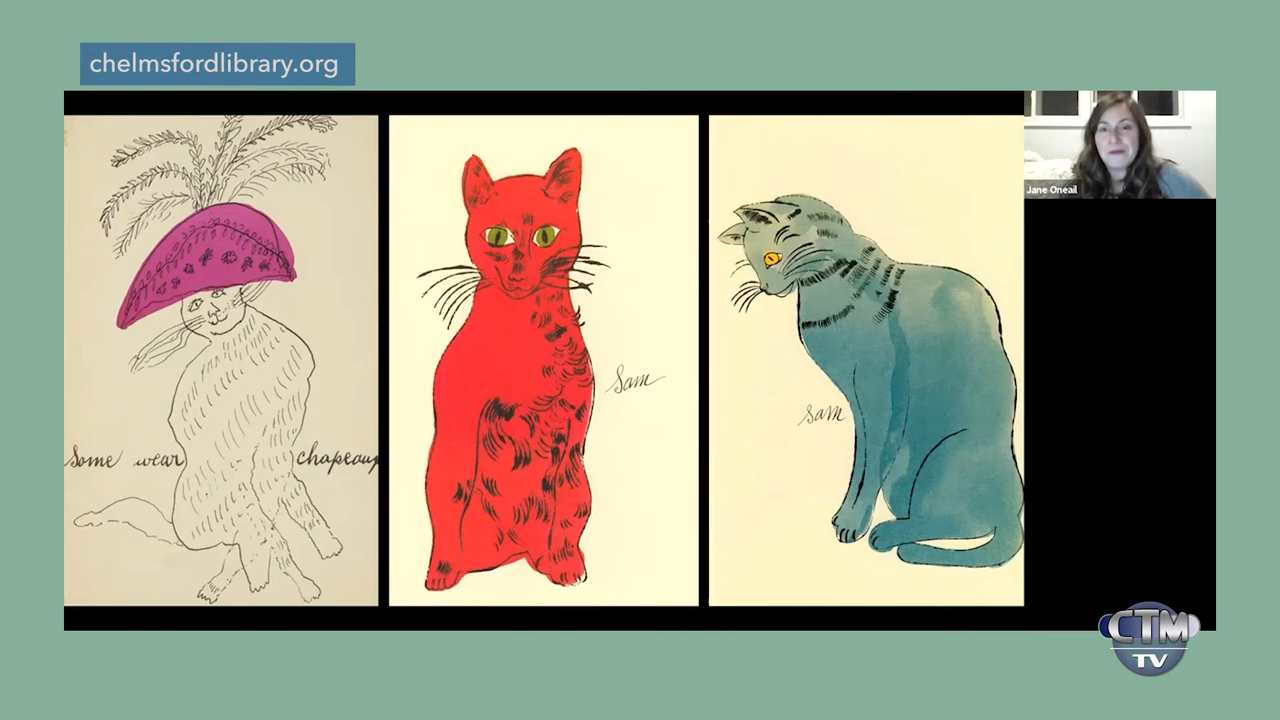 chelmsfordlibrary.org
Jane Oneail
Some wear chapeaux
Sam
Sam
CTM
TV